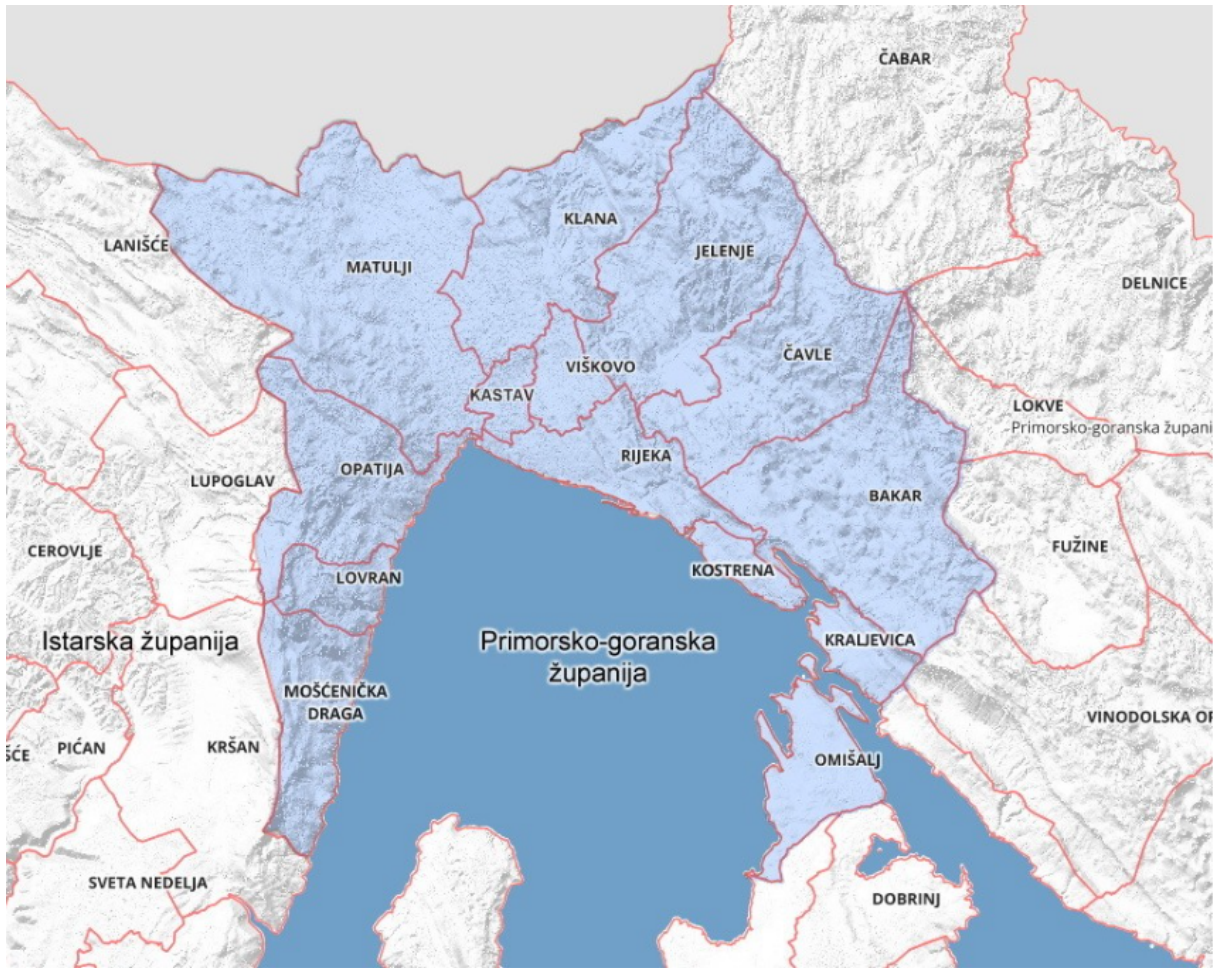 ČABAR
KLANA
LANIŠĆE
JELENJE
MATULJI
DELNICE
ČAVLE
VIŠKOVO
KASTAV
LOKVE
Primorsko-goranska župani
RIJEKA
OPATIJA
LUPOGLAV
BAKAR
FUŽINE
CEROVLJE
KOSTRENA
LOVRAN
Istarska županija
Primorsko-goranska
županija
KRALJEVICA
MOŠĆENIČKA
DRAGA
VINODOLSKA OP
KRŠAN
PIĆAN
ŠĆE
OMIŠALJ
SVETA NEDELJA
DOBRINJ